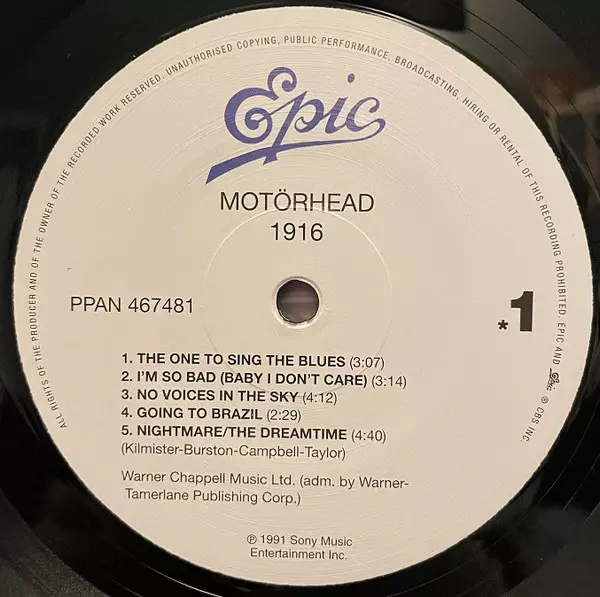 ALL RIGHTS OF THE PRODUCER AND OF THE OWNER OF THE RECORDED WORK RESERVED. UNAUTHORISED COPYING, PUBLIC PERFORMANCE, BROADCASTING, HIRING OR RENTAL OF THIS RECORDING PROHIBITED. EPIC AND Epic ® CBS INC.
Epic
MOTÖRHEAD
1916
PPAN 467481
*1
1. THE ONE TO SING THE BLUES (3:07)
2. I'M SO BAD (BABY I DON'T CARE) (3:14)
3. NO VOICES IN THE SKY (4:12)
4. GOING TO BRAZIL (2:29)
5. NIGHTMARE/THE DREAMTIME (4:40)
(Kilmister-Burston-Campbell-Taylor)
Warner Chappell Music Ltd. (adm. by Warner-
Tamerlane Publishing Corp.)
℗ 1991 Sony Music
Entertainment Inc.